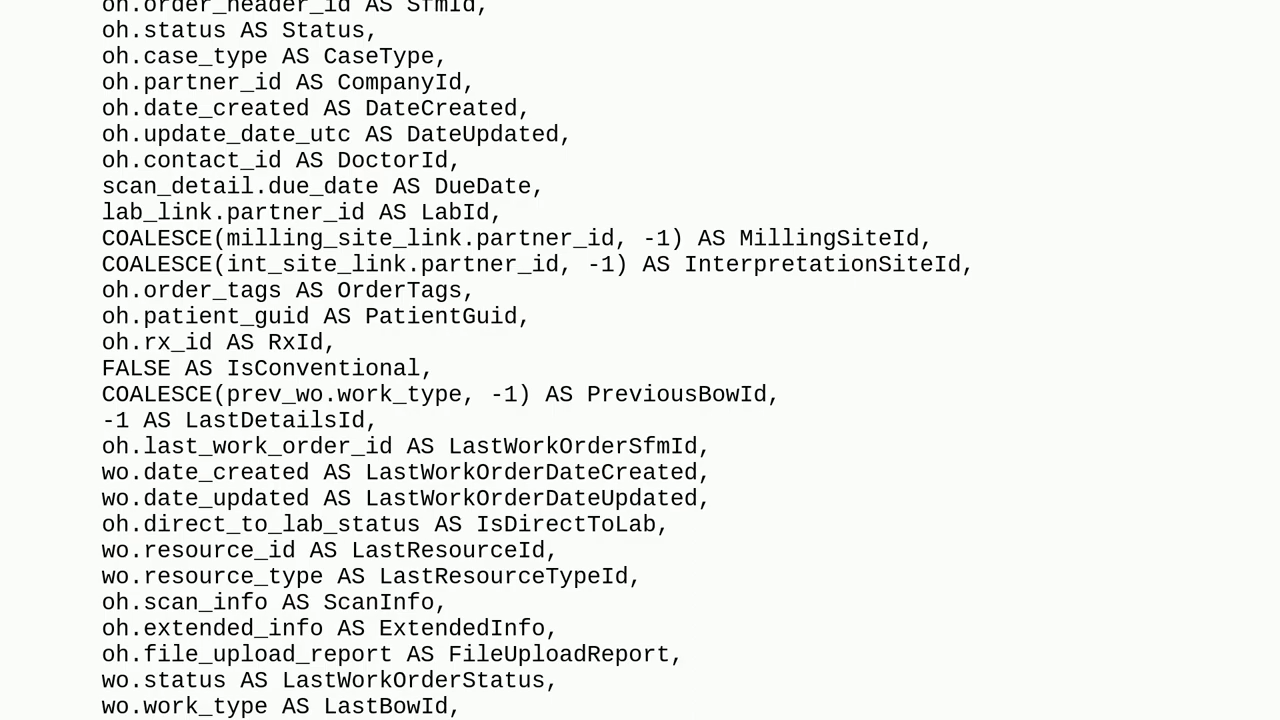 oh.order_header_id AS SfmId,
oh.status AS Status,
oh.case_type AS CaseType,
oh.partner_id AS CompanyId,
oh.date_created AS DateCreated,
oh.update_date_utc AS DateUpdated,
oh.contact_id AS DoctorId,
scan_detail.due_date AS DueDate,
lab_link.partner_id AS LabId,
COALESCE(milling_site_link.partner_id, -1) AS MillingSiteId,
COALESCE(int_site_link.partner_id, -1) AS InterpretationSiteId,
oh.order_tags AS OrderTags,
oh.patient_guid AS PatientGuid,
oh.rx_id AS RxId,
FALSE AS IsConventional,
COALESCE(prev_wo.work_type, -1) AS PreviousBowId,
-1 AS LastDetailsId,
oh.last_work_order_id AS LastWorkOrderSfmId,
wo.date_created AS LastWorkOrderDateCreated,
wo.date_updated AS LastWorkOrderDateUpdated,
oh.direct_to_lab_status AS IsDirectToLab,
wo.resource_id AS LastResourceId,
wo.resource_type AS LastResourceTypeId,
oh.scan_info AS ScanInfo,
oh.extended_info AS ExtendedInfo,
oh.file_upload_report AS FileUploadReport,
wo.status AS LastWorkOrderStatus,
wo.work_type AS LastBowId,